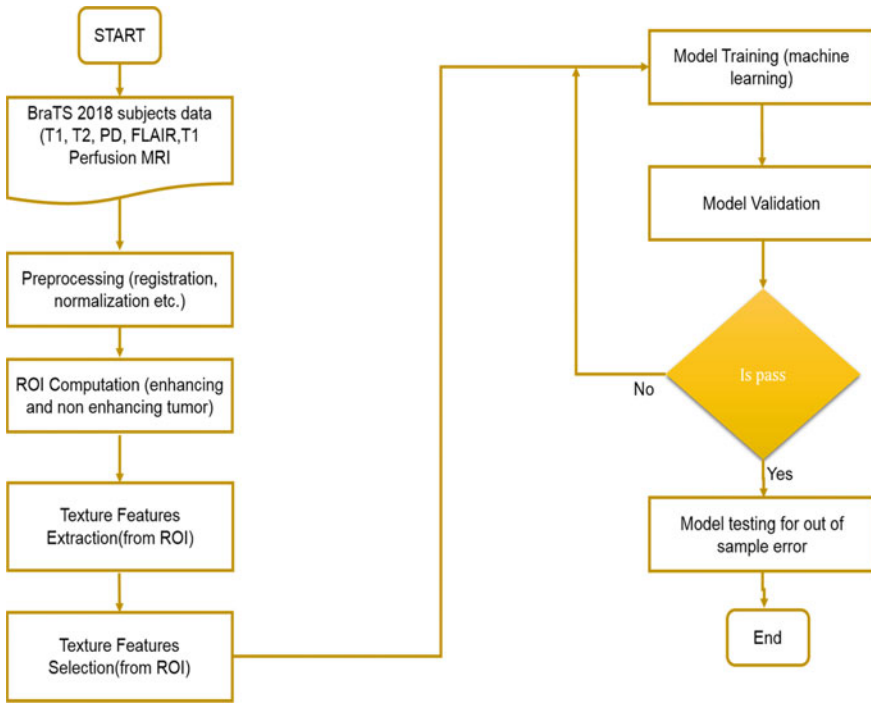 START
BraTS 2018 subjects data
(T1, T2, PD, FLAIR,T1
Perfusion MRI
Preprocessing (registration,
normalization etc.)
ROI Computation (enhancing
and non enhancing tumor)
Texture Features
Extraction(from ROI)
Texture Features
Selection(from ROI)
Model Training (machine
learning)
Model Validation
Is pass
No
Yes
Model testing for out of
sample error
End